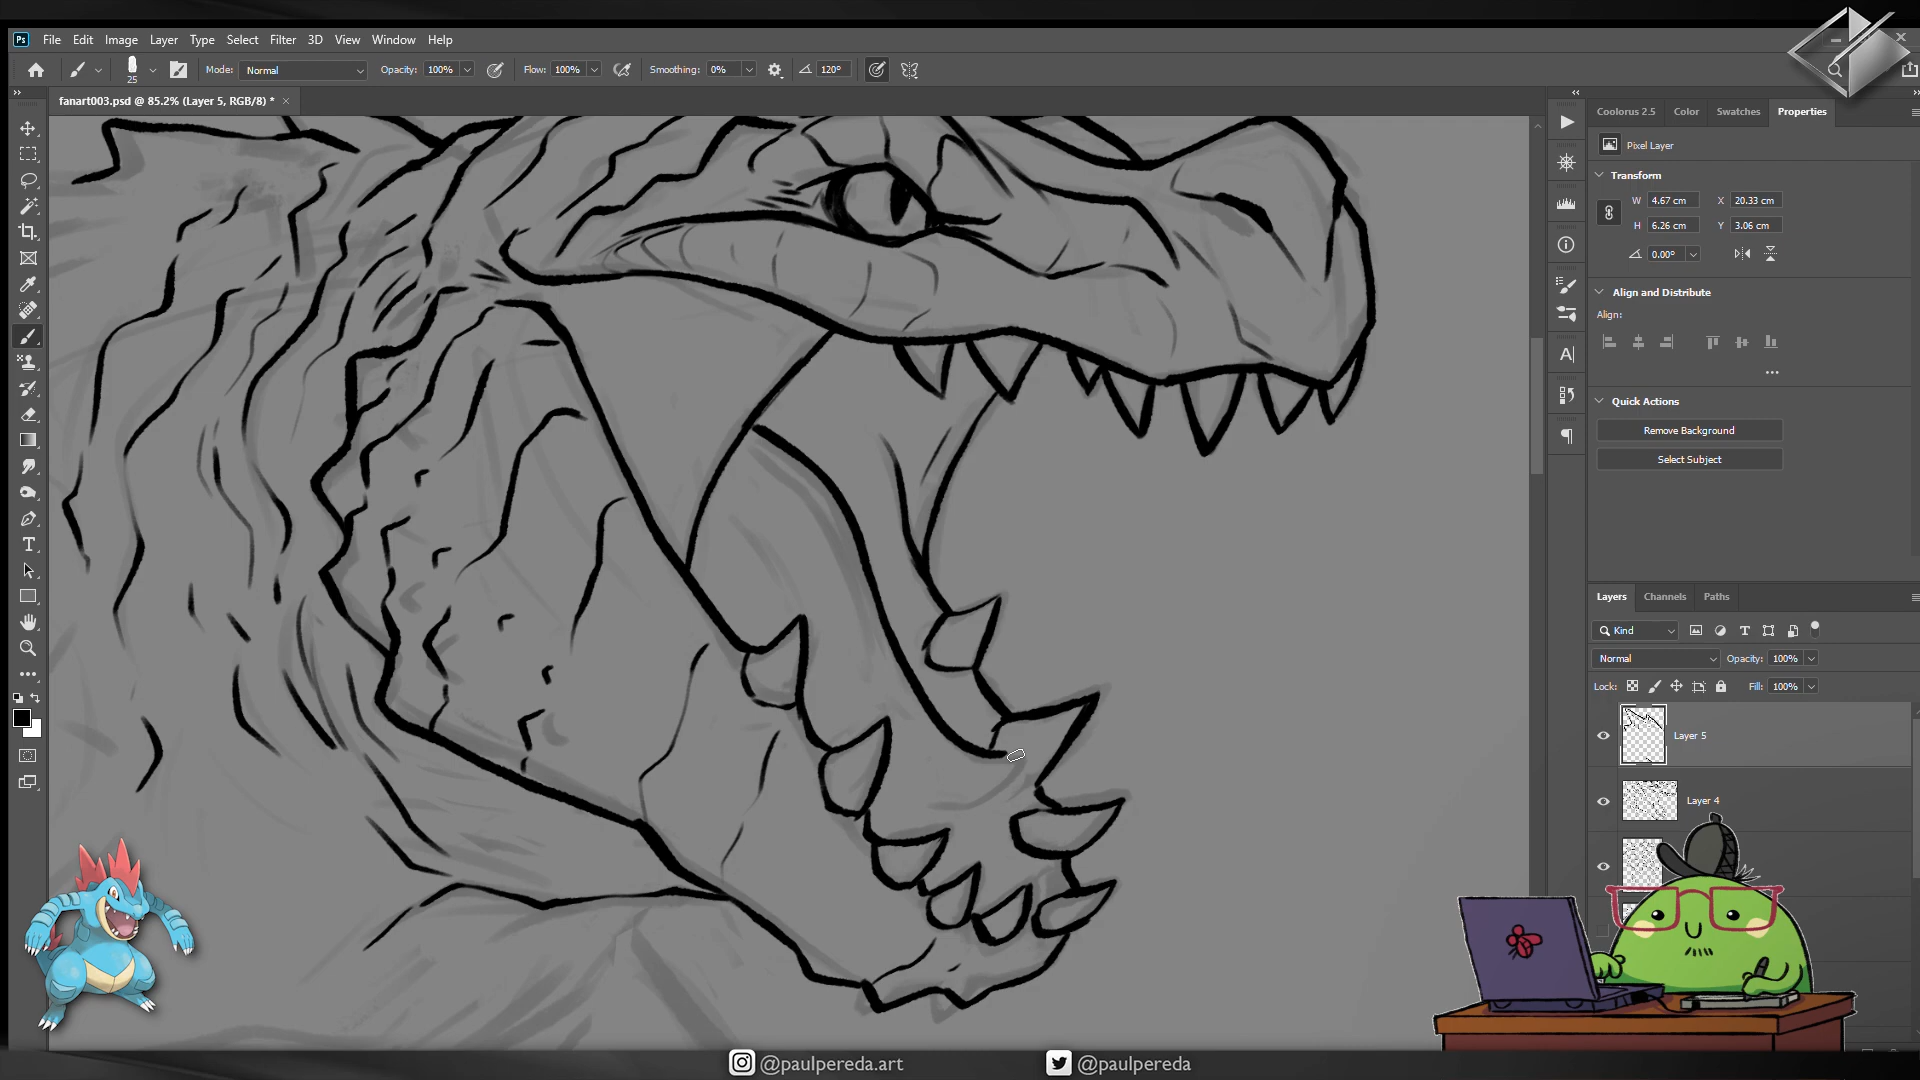 Ps File Edit Image Layer Type Select Filter 3D View Window Help
25 Mode: Normal Opacity: 100% Flow: 100% Smoothing: 0% 120°
fanart003.psd @ 85.2% (Layer 5, RGB/8) * ×
Coolorus 2.5 Color Swatches Properties
Pixel Layer
Transform
W 4.67 cm X 20.33 cm
H 6.26 cm Y 3.06 cm
0.00°
Align and Distribute
Align:
Quick Actions
Remove Background
Select Subject
Layers Channels Paths
Kind
Normal Opacity: 100%
Lock: Fill: 100%
Layer 5
Layer 4
@paulpereda.art @paulpereda